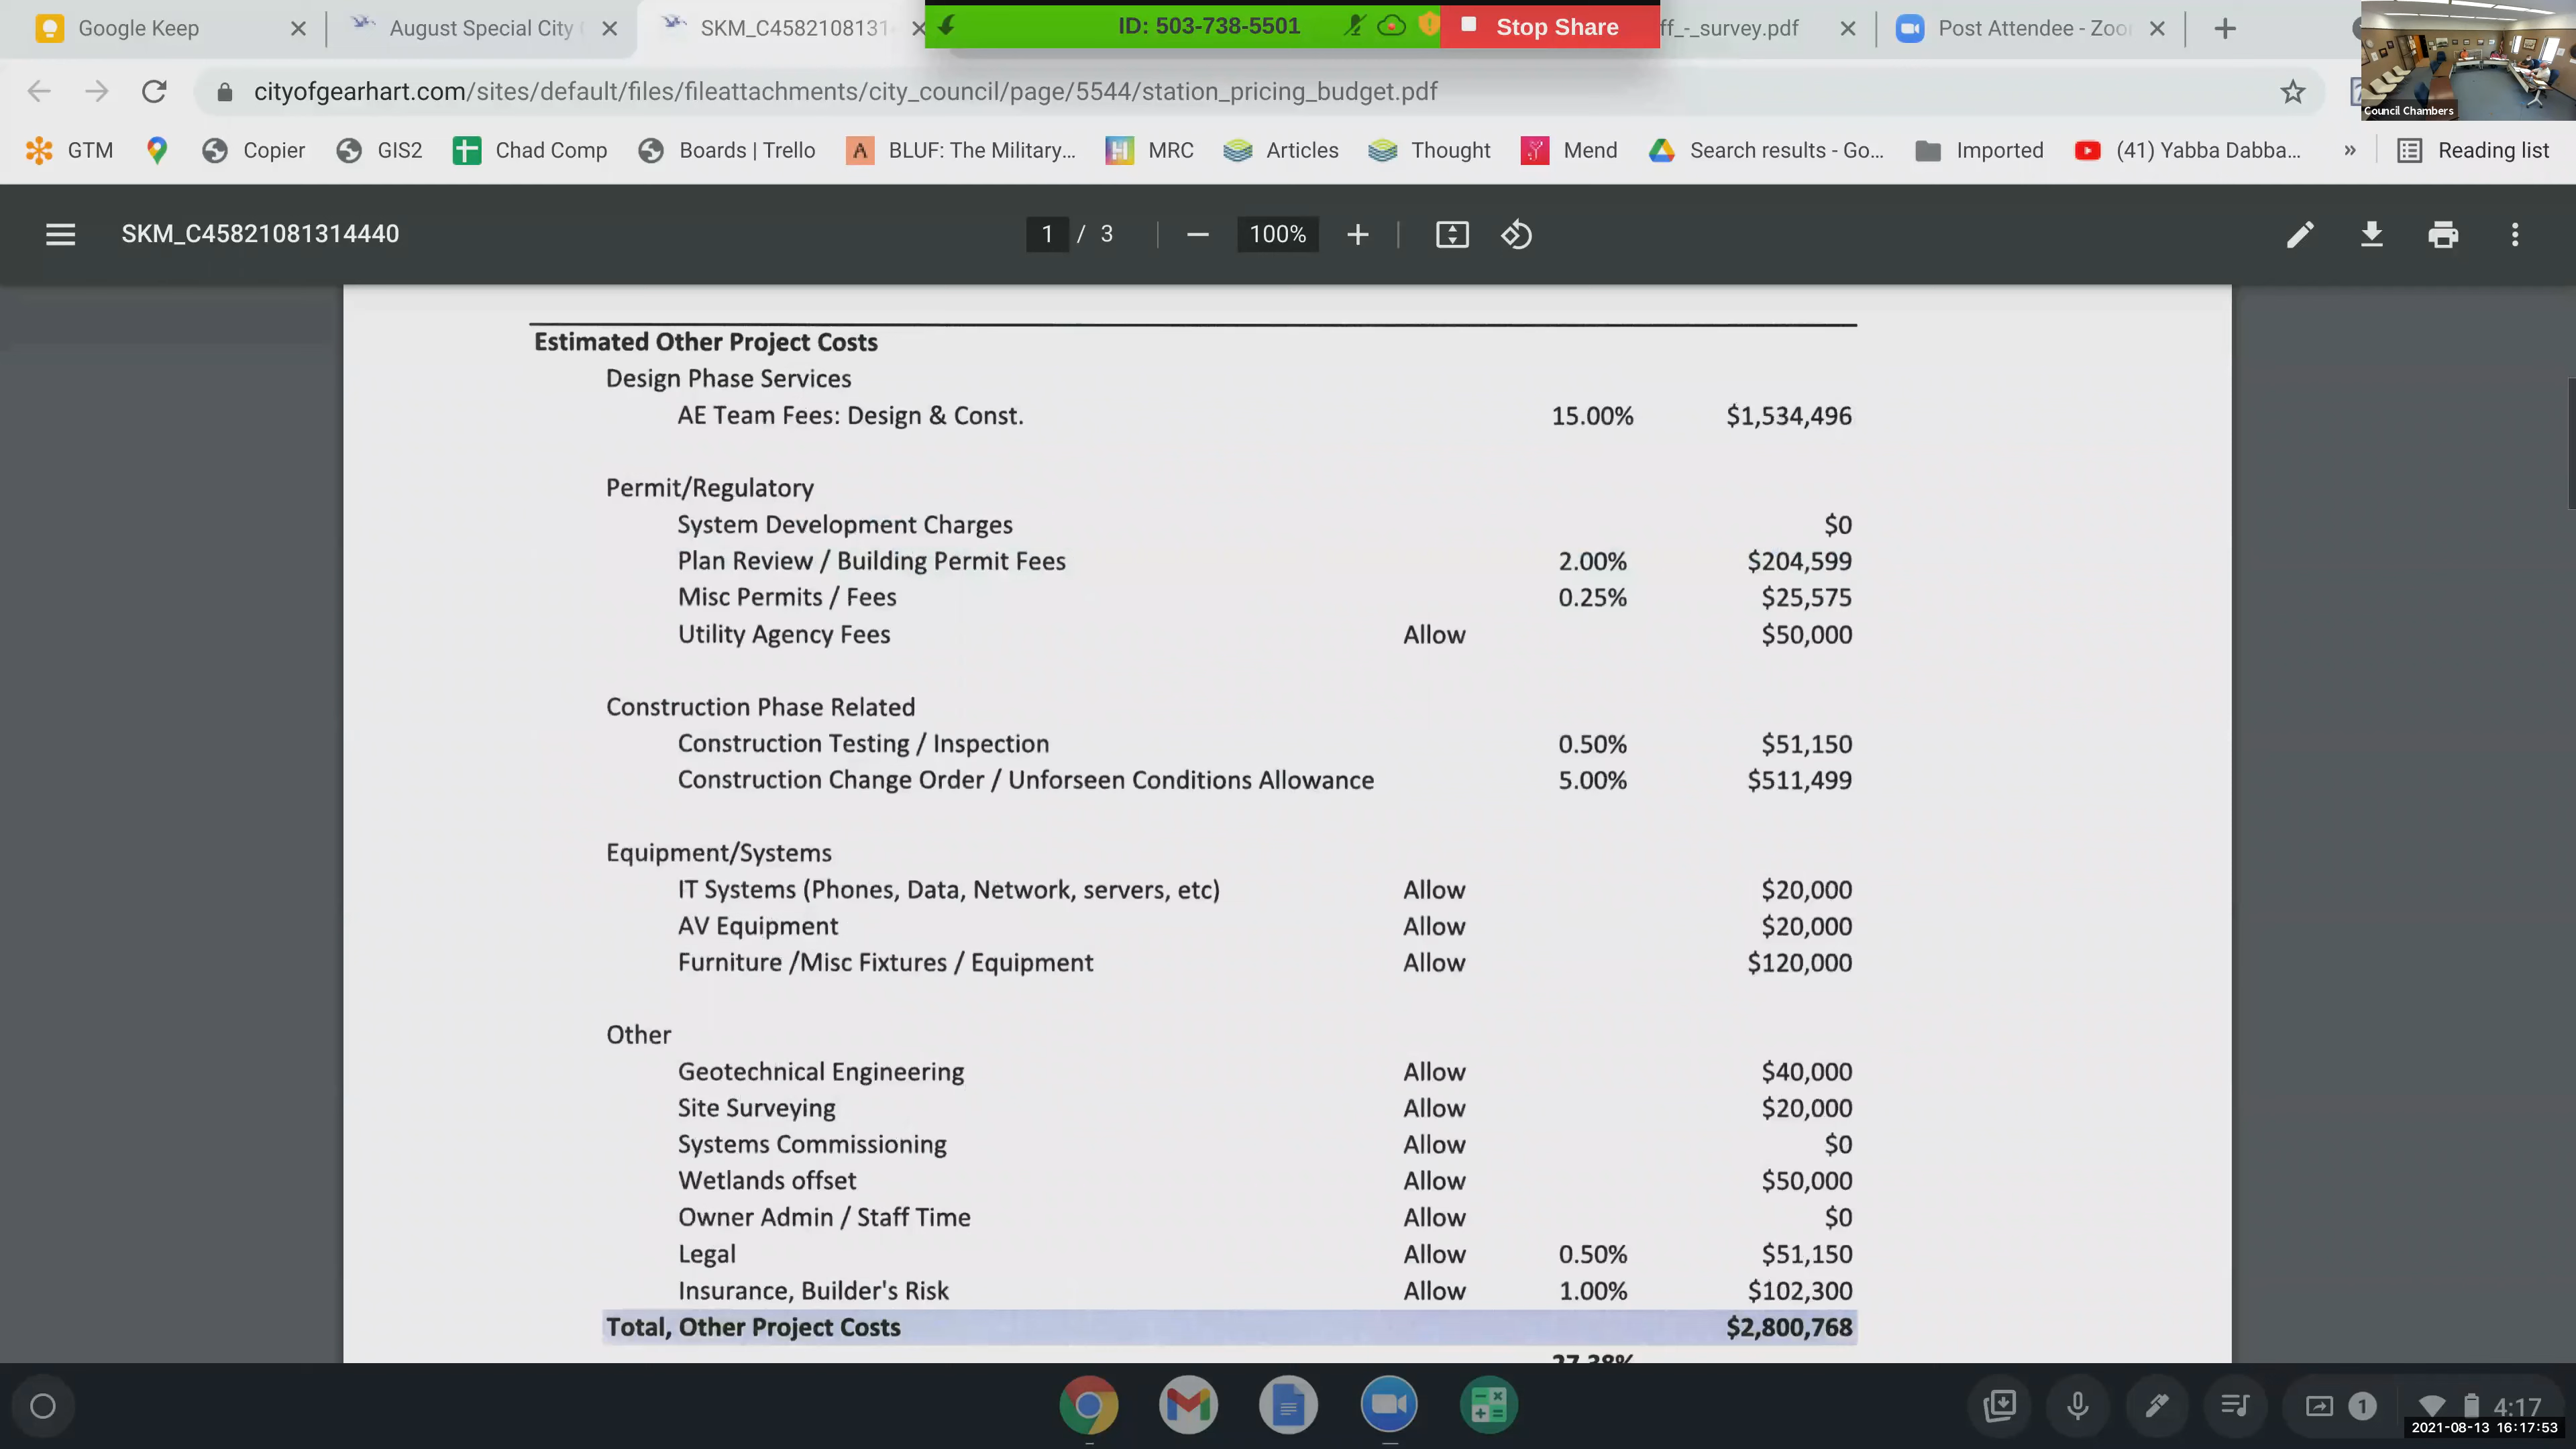 Google Keep
August Special City
SKM_C4582108131
ID: 503-738-5501
Stop Share
ff_-_survey.pdf
Post Attendee - Zoo
cityofgearhart.com/sites/default/files/fileattachments/city_council/page/5544/station_pricing_budget.pdf
Council Chambers
GTM
Copier
GIS2
Chad Comp
Boards | Trello
BLUF: The Military...
MRC
Articles
Thought
Mend
Search results - Go...
Imported
(41) Yabba Dabba...
»
Reading list
SKM_C45821081314440
1 / 3
100%
Estimated Other Project Costs
Design Phase Services
AE Team Fees: Design & Const. 15.00% $1,534,496
Permit/Regulatory
System Development Charges $0
Plan Review / Building Permit Fees 2.00% $204,599
Misc Permits / Fees 0.25% $25,575
Utility Agency Fees Allow $50,000
Construction Phase Related
Construction Testing / Inspection 0.50% $51,150
Construction Change Order / Unforseen Conditions Allowance 5.00% $511,499
Equipment/Systems
IT Systems (Phones, Data, Network, servers, etc) Allow $20,000
AV Equipment Allow $20,000
Furniture /Misc Fixtures / Equipment Allow $120,000
Other
Geotechnical Engineering Allow $40,000
Site Surveying Allow $20,000
Systems Commissioning Allow $0
Wetlands offset Allow $50,000
Owner Admin / Staff Time Allow $0
Legal Allow 0.50% $51,150
Insurance, Builder's Risk Allow 1.00% $102,300
Total, Other Project Costs $2,800,768
27.38%
1
4:17
2021-08-13 16:17:53